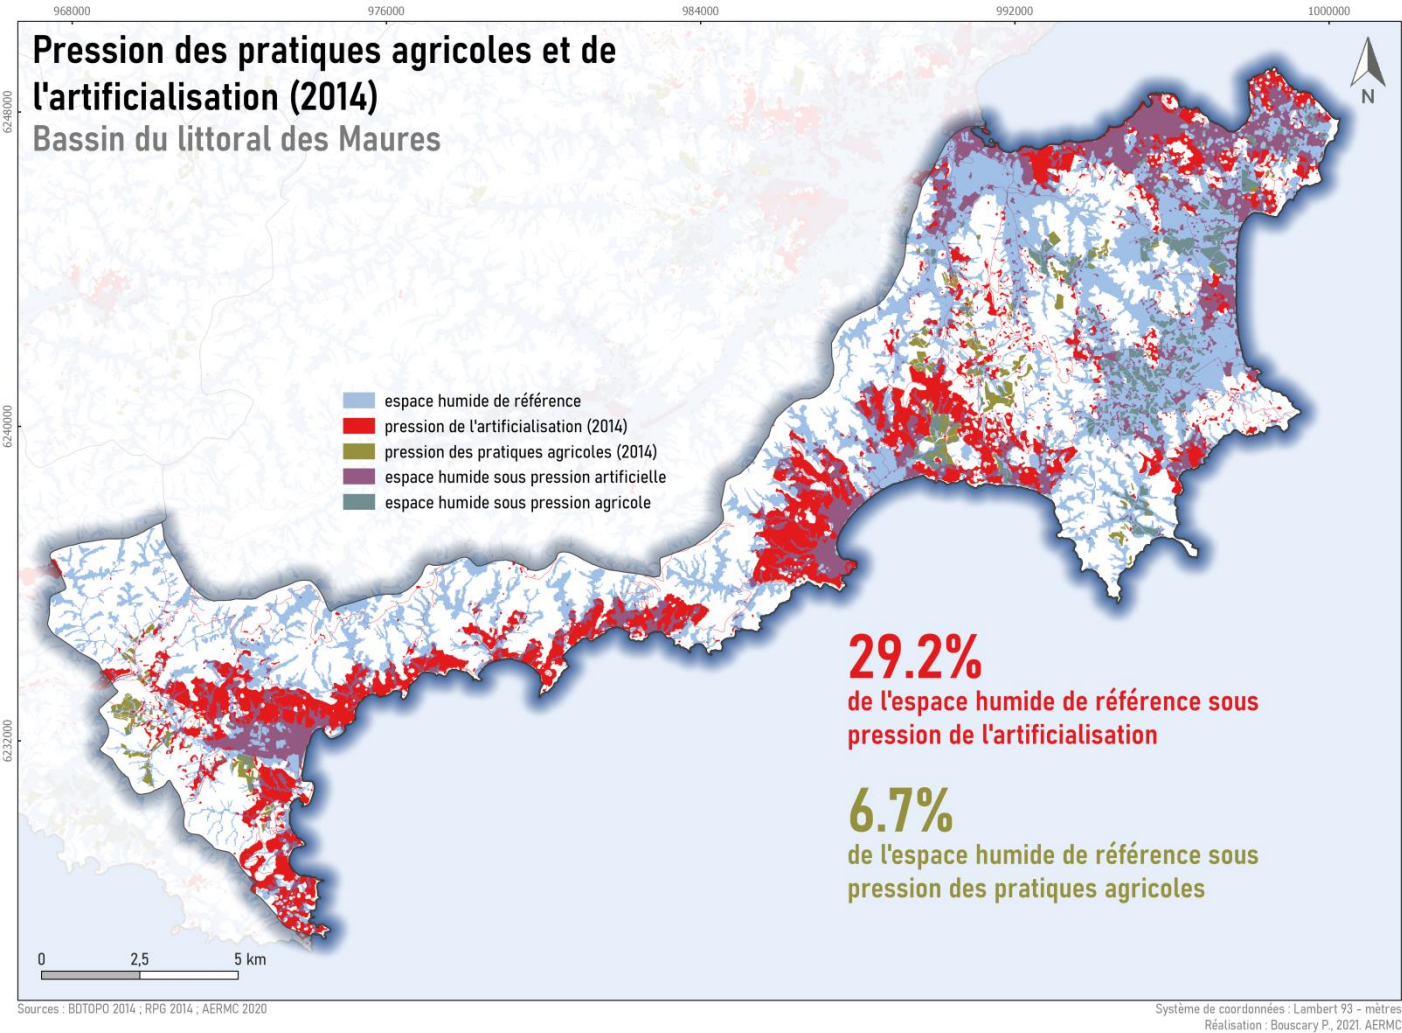 968000
976000
984000
992000
1000000
Pression des pratiques agricoles et de
l'artificialisation (2014)
Bassin du littoral des Maures
N
6248000
6240000
6232000
espace humide de référence
pression de l'artificialisation (2014)
pression des pratiques agricoles (2014)
espace humide sous pression artificielle
espace humide sous pression agricole
29.2%
de l'espace humide de référence sous
pression de l'artificialisation
6.7%
de l'espace humide de référence sous
pression des pratiques agricoles
0 2,5 5 km
Sources : BDTOPO 2014 ; RPG 2014 ; AERMC 2020
Système de coordonnées : Lambert 93 - mètres
Réalisation : Bouscary P., 2021. AERMC